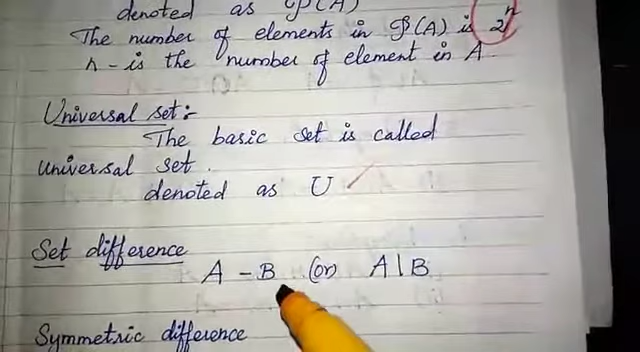 denoted as ℘(A)
The number of elements in ℘(A) is 2ⁿ
n - is the number of element in A
Universal set:-
The basic set is called
universal set.
denoted as U
Set difference
A - B (or) A | B
Symmetric difference